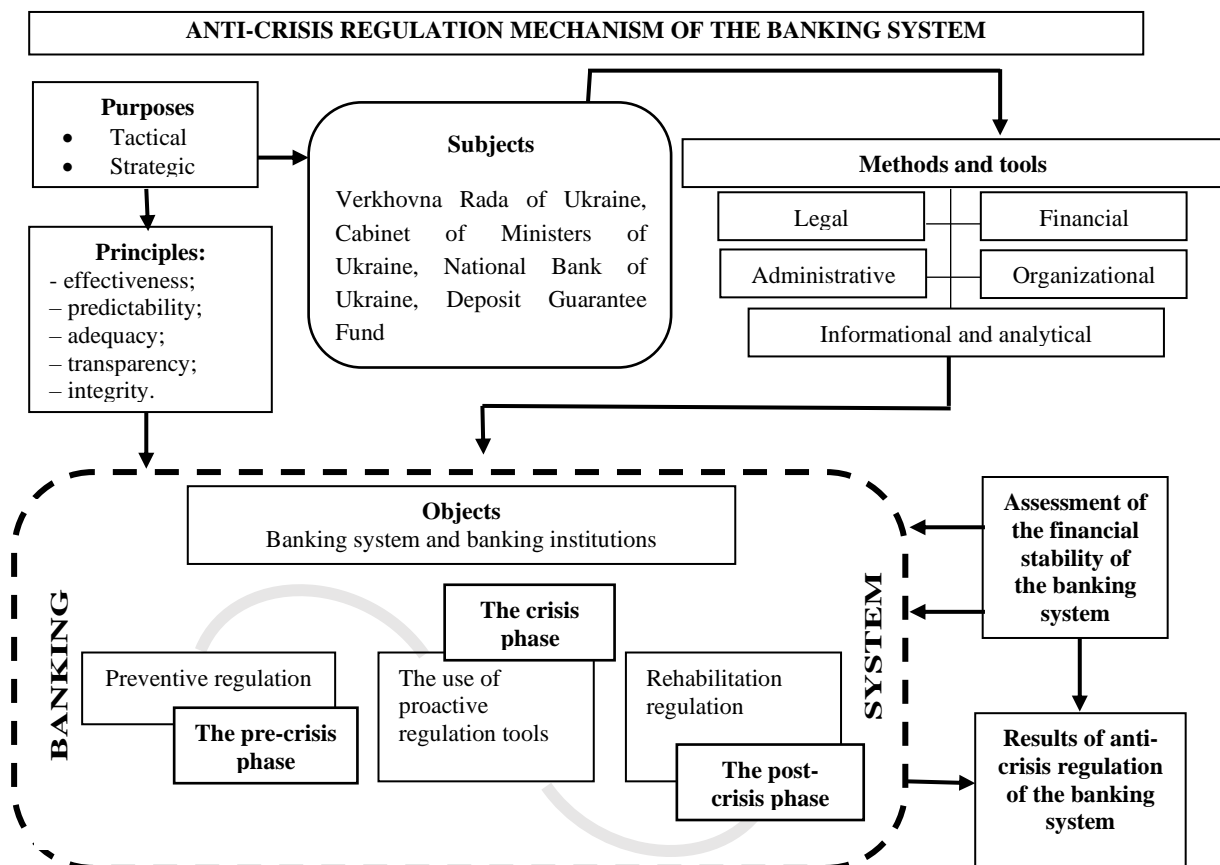 ANTI-CRISIS REGULATION MECHANISM OF THE BANKING SYSTEM
Purposes
• Tactical
• Strategic
Principles:
- effectiveness;
– predictability;
– adequacy;
– transparency;
– integrity.
Subjects
Verkhovna Rada of Ukraine,
Cabinet of Ministers of
Ukraine, National Bank of
Ukraine, Deposit Guarantee
Fund
Methods and tools
Legal
Financial
Administrative
Organizational
Informational and analytical
Objects
Banking system and banking institutions
BANKING
SYSTEM
Preventive regulation
The pre-crisis
phase
The crisis
phase
The use of
proactive
regulation tools
Rehabilitation
regulation
The post-
crisis phase
Assessment of
the financial
stability of
the banking
system
Results of anti-
crisis regulation
of the banking
system